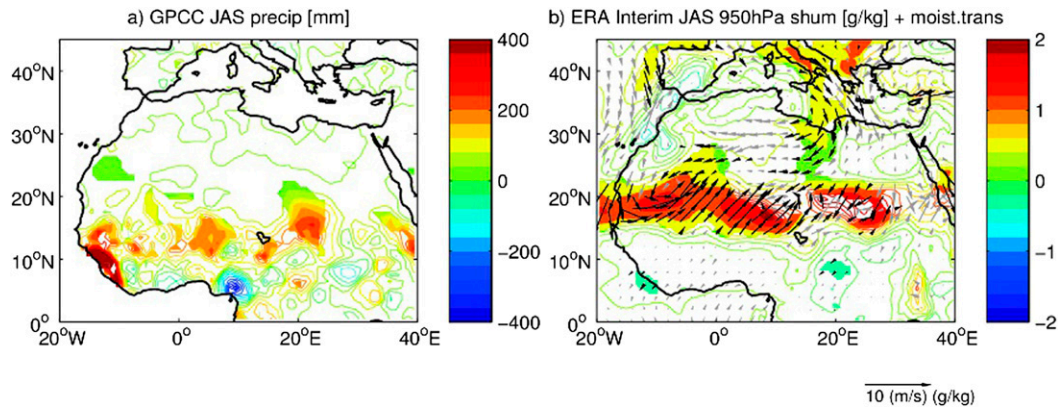 a) GPCC JAS precip [mm]
b) ERA Interim JAS 950hPa shum [g/kg] + moist.trans
40°N
30°N
20°N
10°N
0°
20°W
0°
20°E
40°E
400
200
0
−200
−400
40°N
30°N
20°N
10°N
0°
20°W
0°
20°E
40°E
2
1
0
−1
−2
10 (m/s) (g/kg)